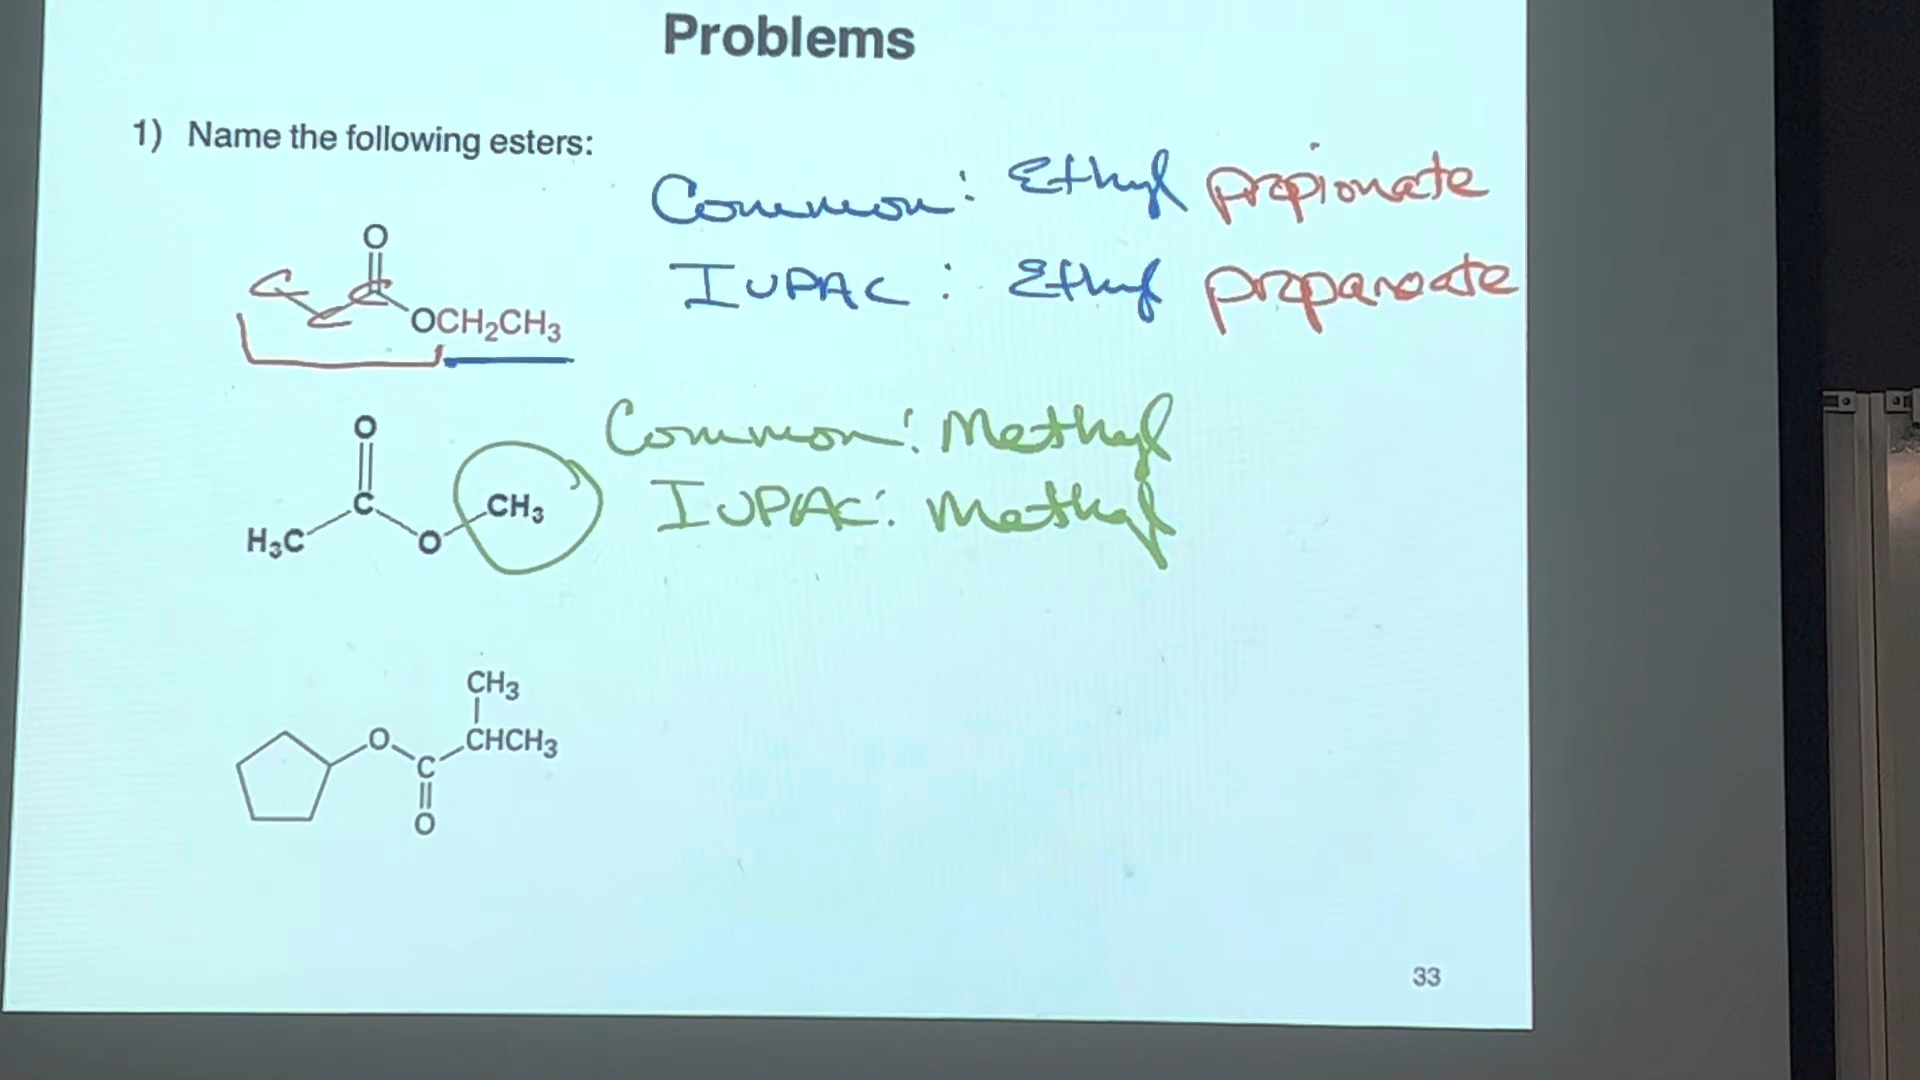 Problems
1) Name the following esters:
Common: Ethyl propionate
IUPAC: Ethyl propanoate
O
C C C
OCH₂CH₃
Common: Methyl
IUPAC: Methyl
O
C
CH₃
H₃C
O
CH₃
O
CHCH₃
C
O
33